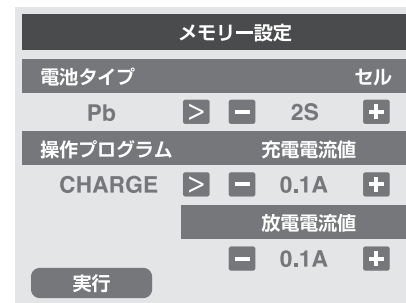 メモリー設定
電池タイプ セル
Pb > − 2S +
操作プログラム 充電電流値
CHARGE > − 0.1A +
放電電流値
− 0.1A +
実行